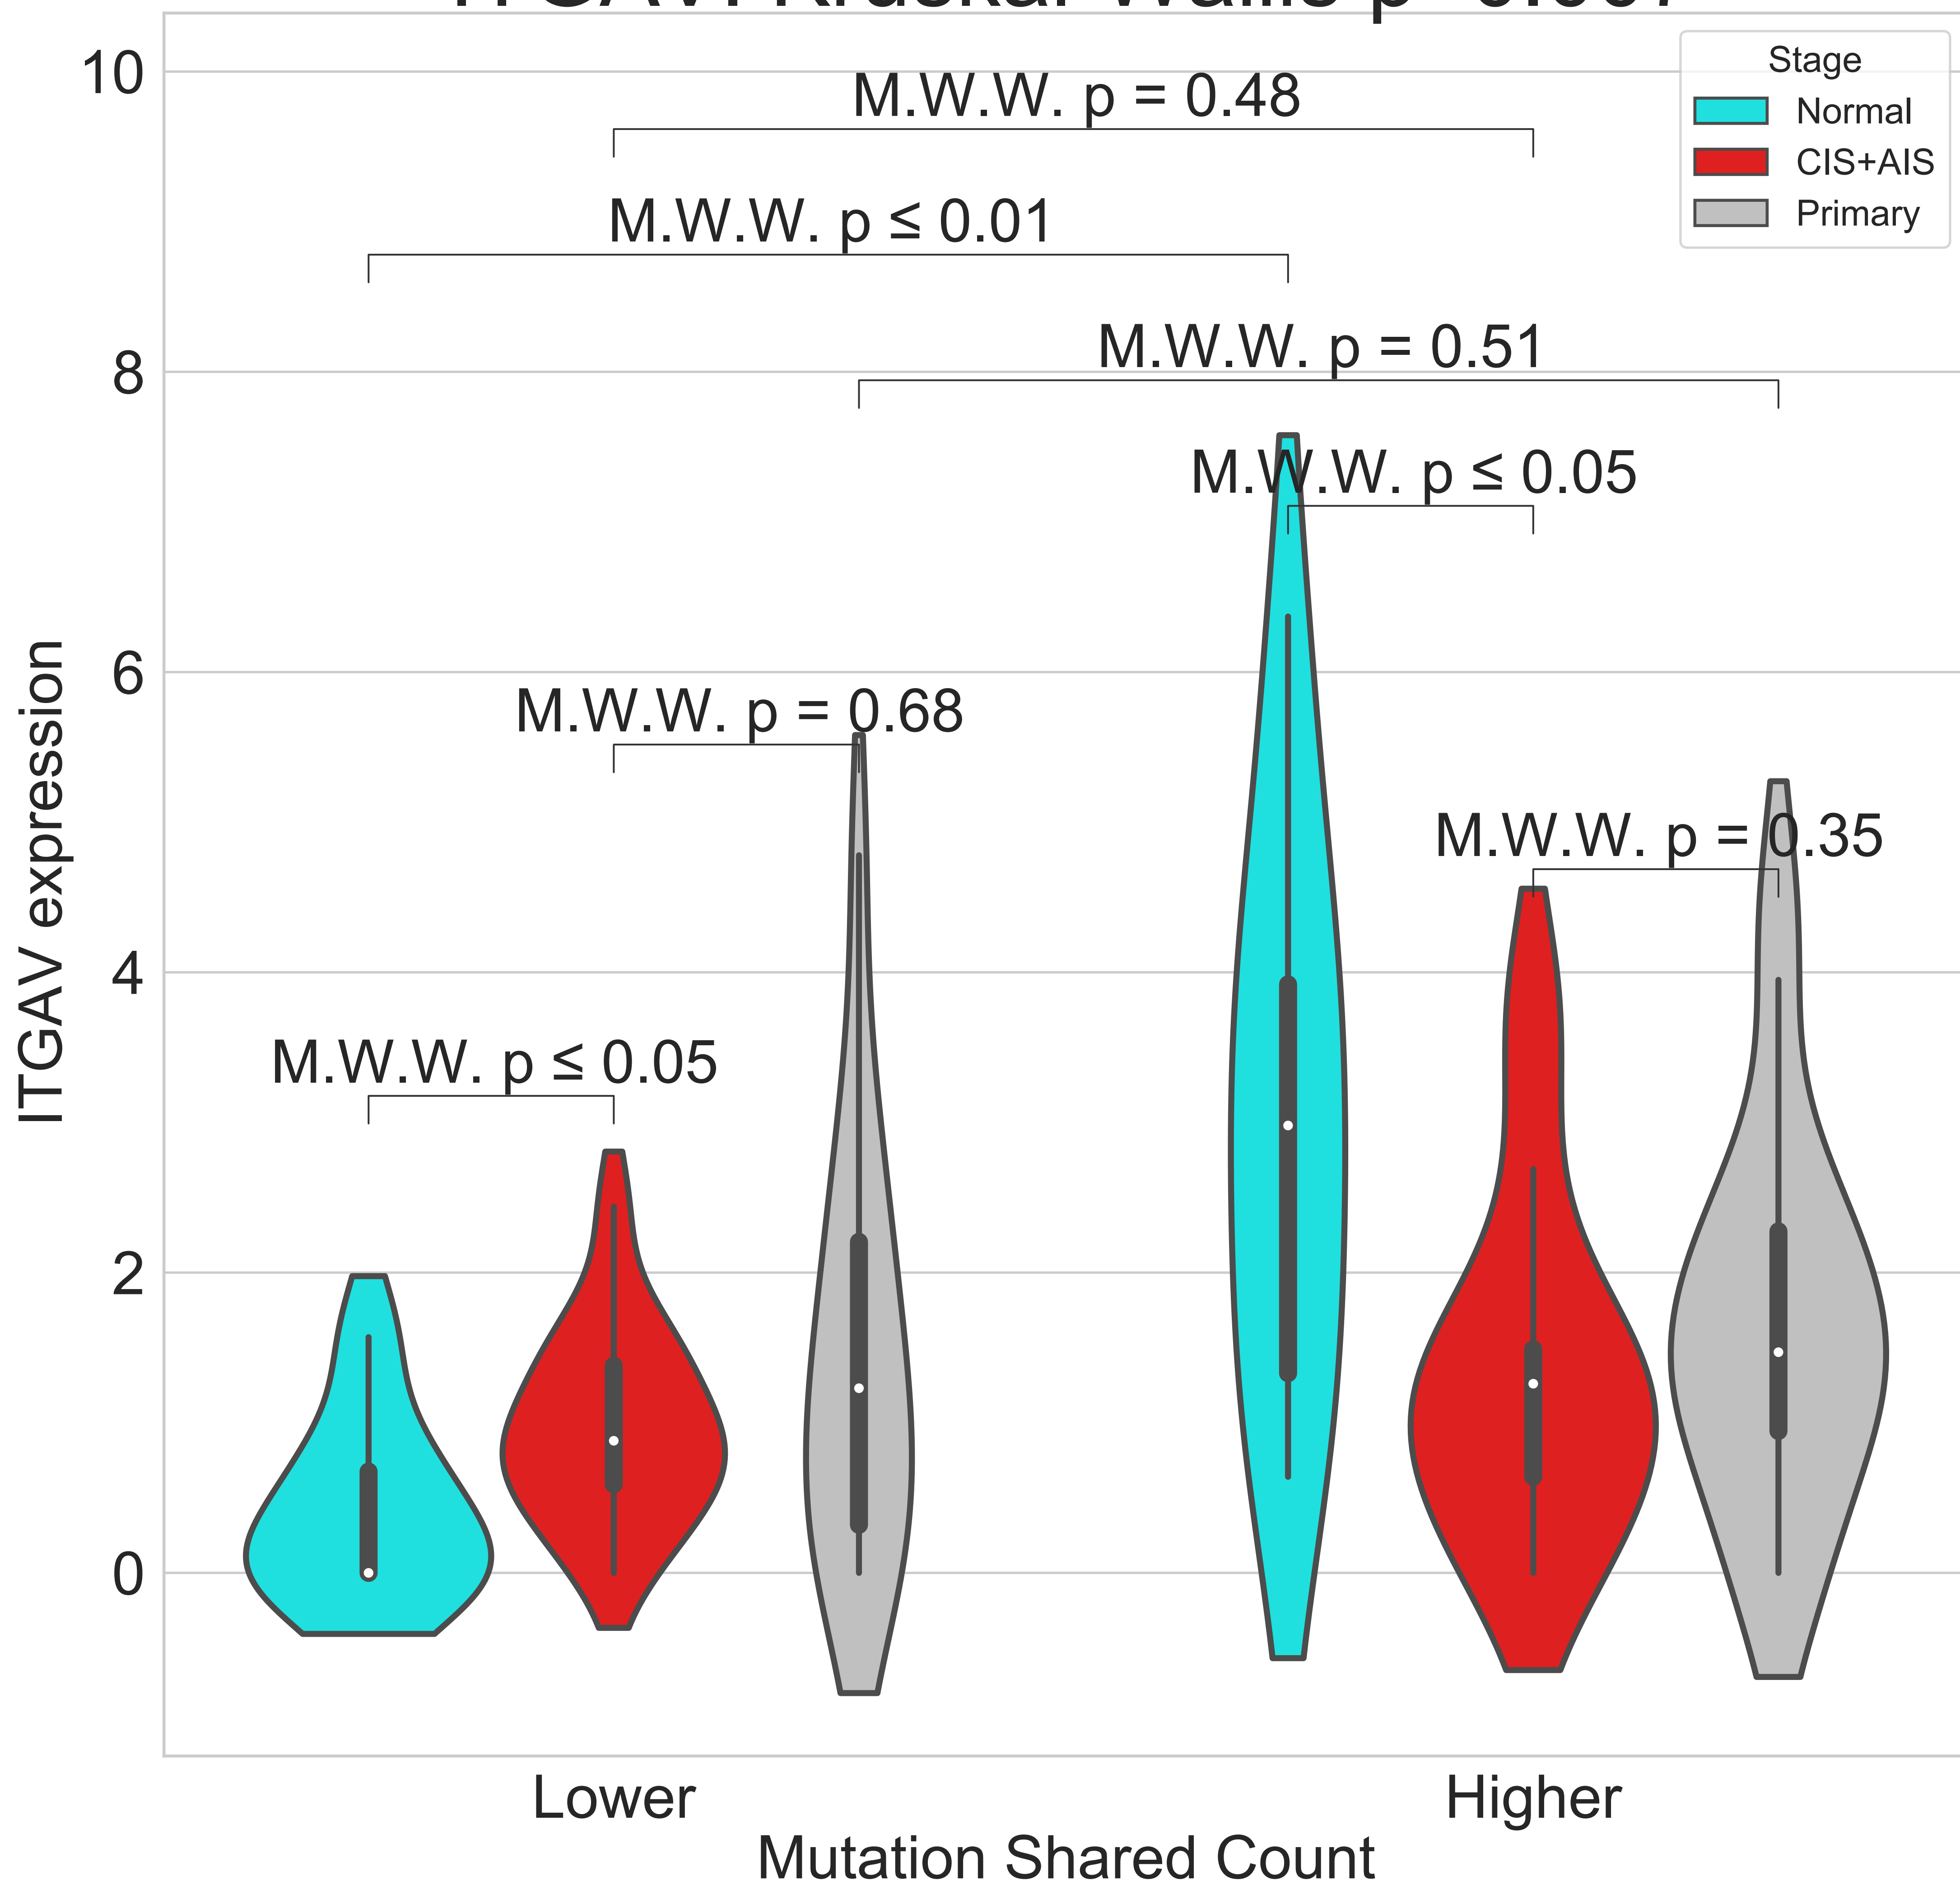 10
8
6
4
2
0
ITGAV expression
Stage
Normal
CIS+AIS
Primary
M.W.W. p = 0.48
M.W.W. p ≤ 0.01
M.W.W. p = 0.51
M.W.W. p ≤ 0.05
M.W.W. p = 0.68
M.W.W. p = 0.35
M.W.W. p ≤ 0.05
Lower
Higher
Mutation Shared Count